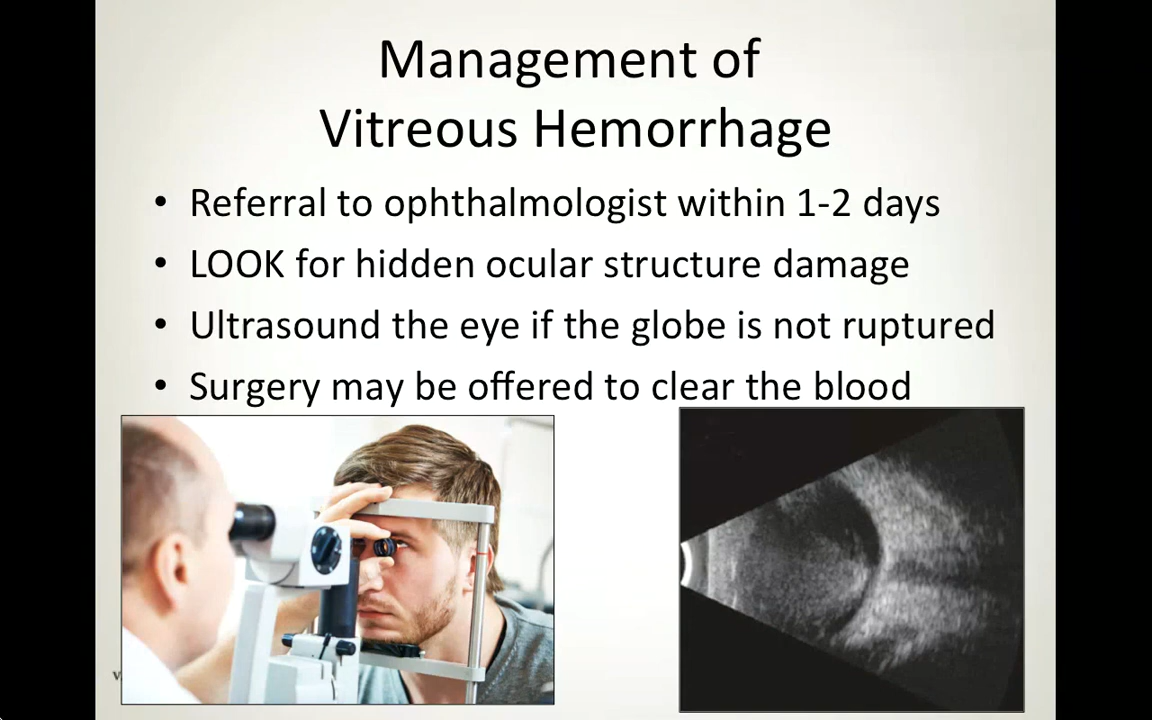 Management of
Vitreous Hemorrhage
• Referral to ophthalmologist within 1-2 days
• LOOK for hidden ocular structure damage
• Ultrasound the eye if the globe is not ruptured
• Surgery may be offered to clear the blood